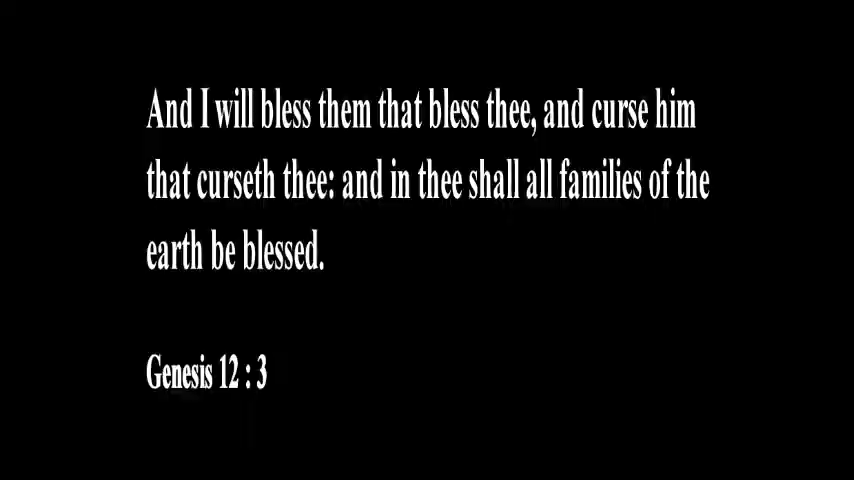 And I will bless them that bless thee, and curse him
that curseth thee: and in thee shall all families of the
earth be blessed.
Genesis 12 : 3